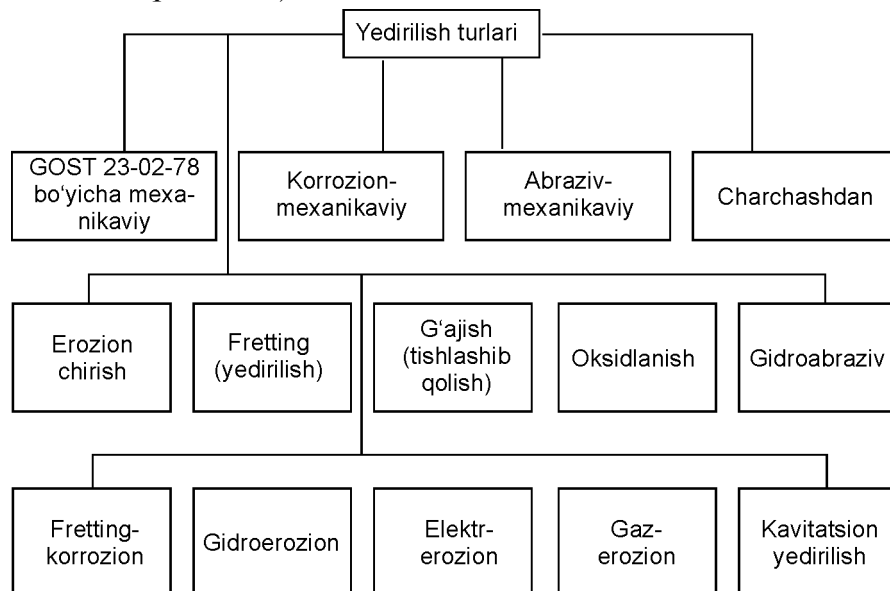 Yedirilish turlari
GOST 23-02-78
bo‘yicha mexa-
nikaviy
Korrozion-
mexanikaviy
Abraziv-
mexanikaviy
Charchashdan
Erozion
chirish
Fretting
(yedirilish)
G‘ajish
(tishlashib
qolish)
Oksidlanish
Gidroabraziv
Fretting-
korrozion
Gidroerozion
Elektr-
erozion
Gaz-
erozion
Kavitatsion
yedirilish